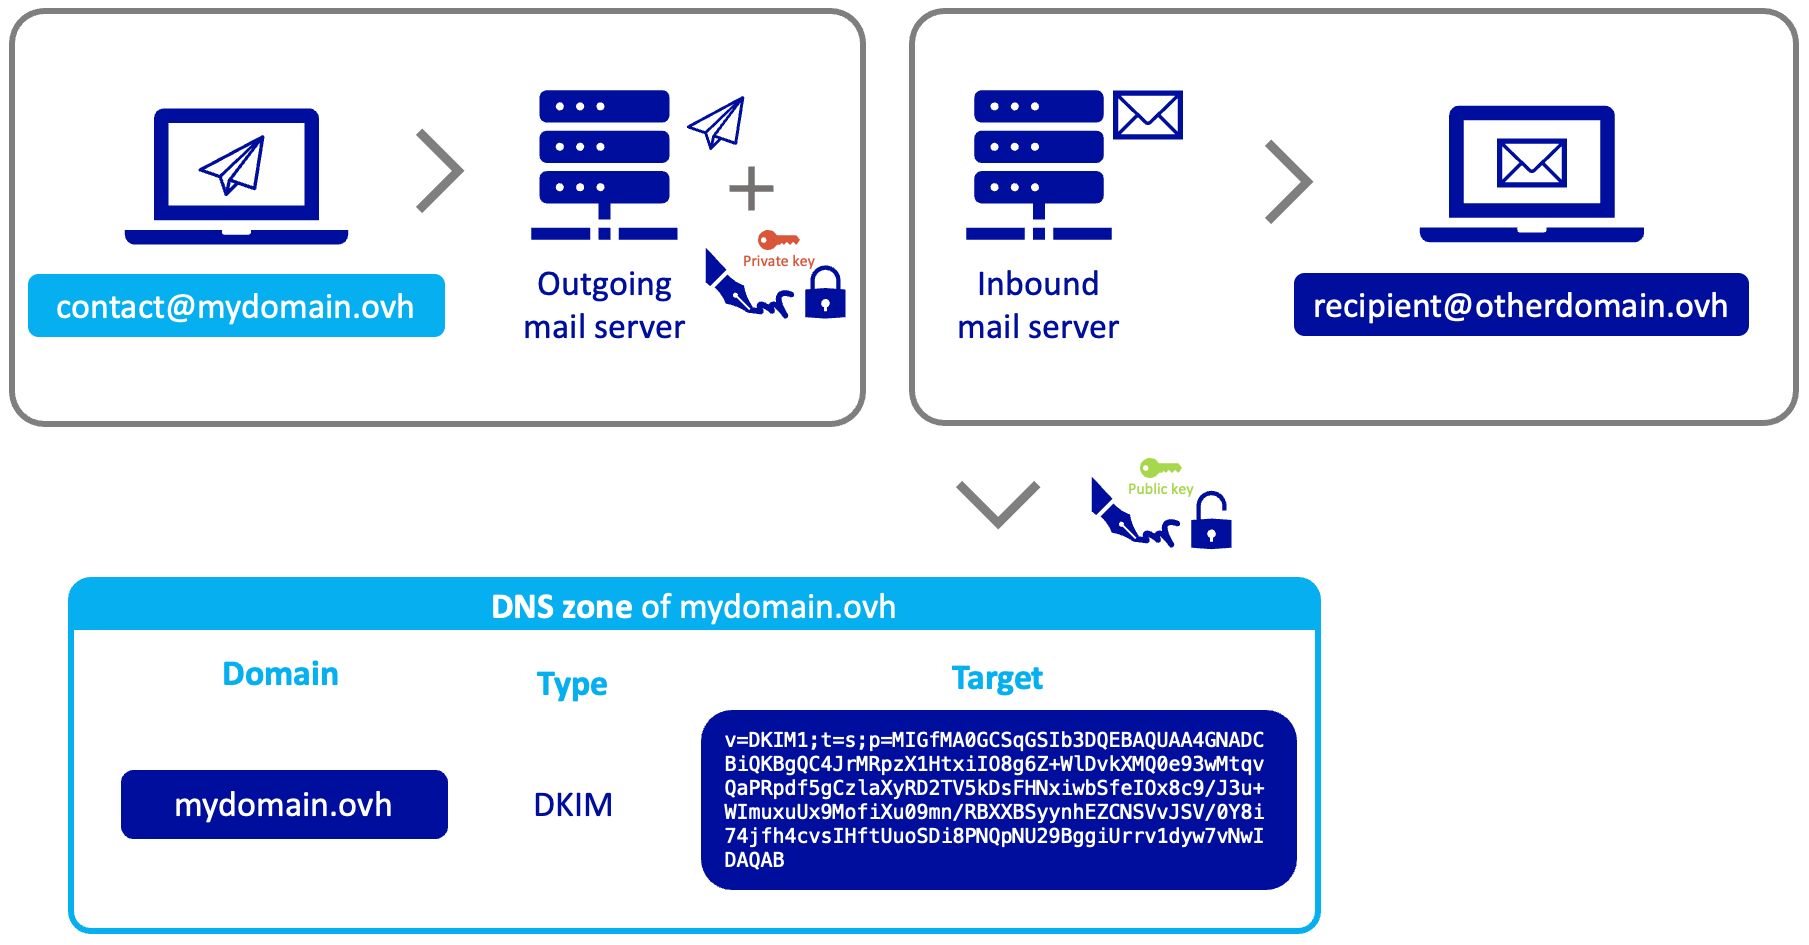 contact@mydomain.ovh
Outgoing
mail server
Private key
Inbound
mail server
recipient@otherdomain.ovh
Public key
DNS zone of mydomain.ovh
Domain
Type
Target
mydomain.ovh
DKIM
v=DKIM1;t=s;p=MIGfMA0GCSqGSIb3DQEBAQUAA4GNADC
BiQKBgQC4JrMRpzX1HtxiIO8g6Z+WlDvkXMQ0e93wMtqv
QaPRpdf5gCzlaXyRD2TV5kDsFHNxiwbSfeIOx8c9/J3u+
WImuxuUx9MofiXu09mn/RBXXBSyynhEZCNSVvJSV/0Y8i
74jfh4cvsIHftUuoSDi8PNQpNU29BggiUrrv1dyw7vNwI
DAQAB